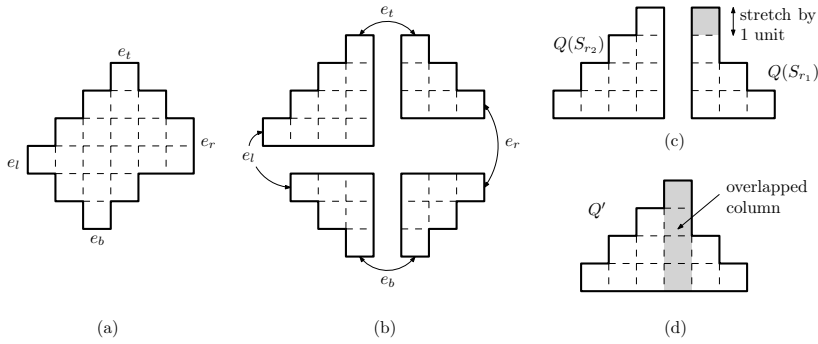 e_t
e_l
e_r
e_b
(a)
e_t
e_l
e_r
e_b
(b)
Q(S_{r_2})
stretch by
1 unit
Q(S_{r_1})
(c)
Q′
overlapped
column
(d)